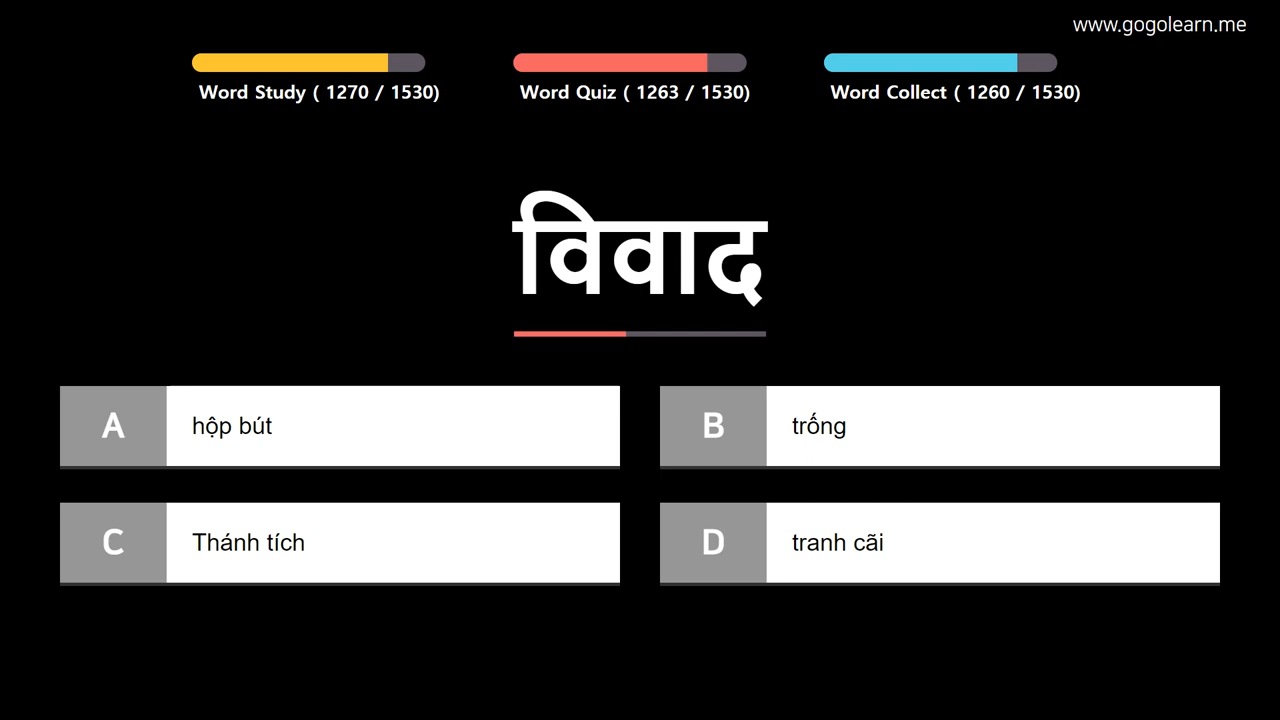 www.gogolearn.me
Word Study ( 1270 / 1530)
Word Quiz ( 1263 / 1530)
Word Collect ( 1260 / 1530)
विवाद
A hộp bút
B trống
C Thánh tích
D tranh cãi